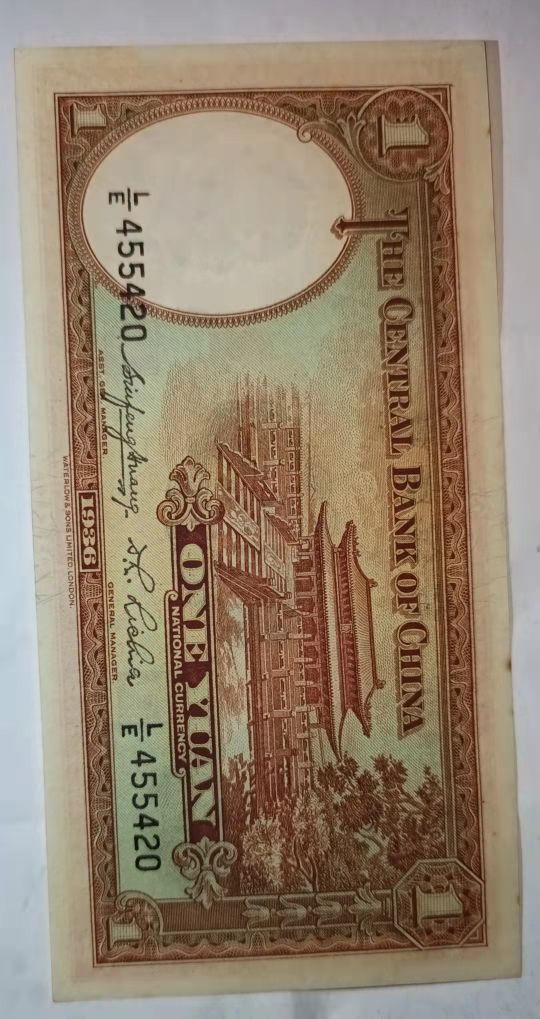 1
1
THE CENTRAL BANK OF CHINA
ONE YUAN
NATIONAL CURRENCY
L/E 455420
L/E 455420
ASST. GEN. MANAGER
GENERAL MANAGER.
1
1936
1
WATERLOW & SONS LIMITED, LONDON.